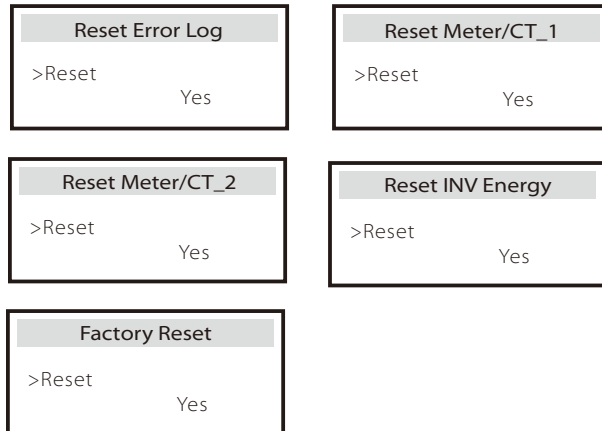 Reset Error Log
>Reset
Yes
Reset Meter/CT_1
>Reset
Yes
Reset Meter/CT_2
>Reset
Yes
Reset INV Energy
>Reset
Yes
Factory Reset
>Reset
Yes